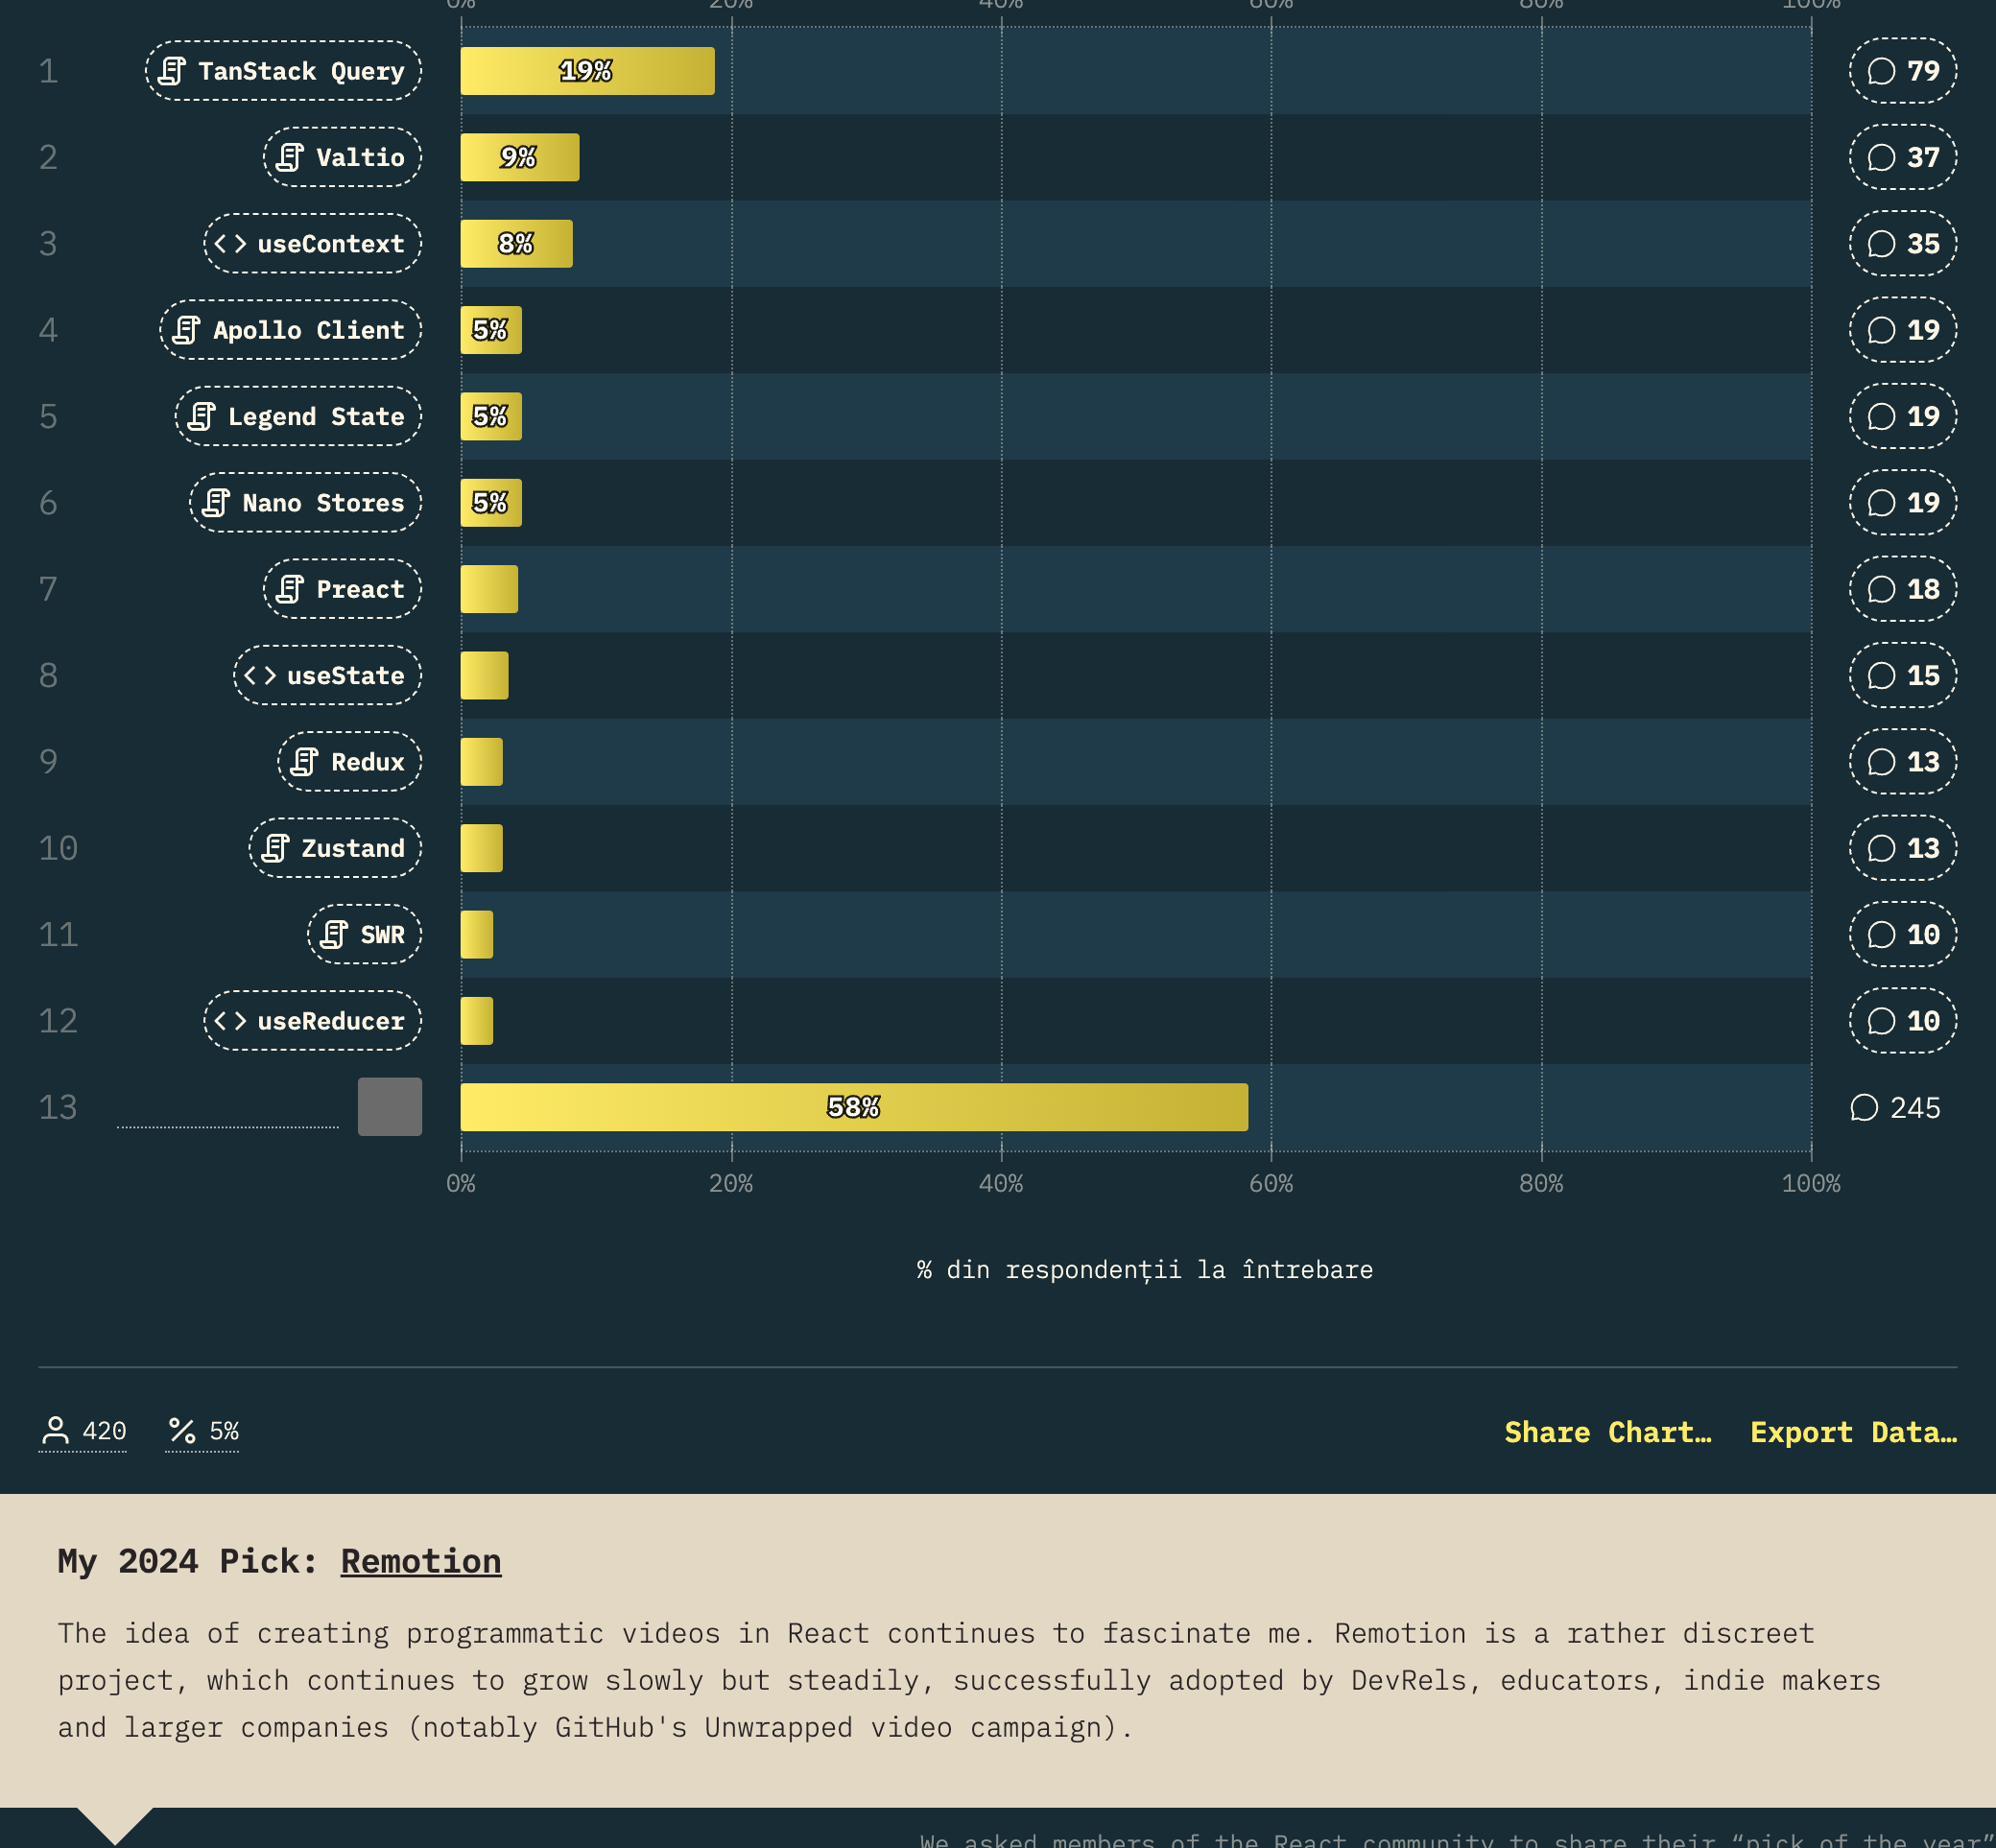 0% 20% 40% 60% 80% 100%
1 TanStack Query 19% 79
2 Valtio 9% 37
3 useContext 8% 35
4 Apollo Client 5% 19
5 Legend State 5% 19
6 Nano Stores 5% 19
7 Preact 18
8 useState 15
9 Redux 13
10 Zustand 13
11 SWR 10
12 useReducer 10
13 58% 245
0% 20% 40% 60% 80% 100%
% din respondenții la întrebare
420 % 5% Share Chart… Export Data…
My 2024 Pick: Remotion
The idea of creating programmatic videos in React continues to fascinate me. Remotion is a rather discreet
project, which continues to grow slowly but steadily, successfully adopted by DevRels, educators, indie makers
and larger companies (notably GitHub's Unwrapped video campaign).
We asked members of the React community to share their “pick of the year”